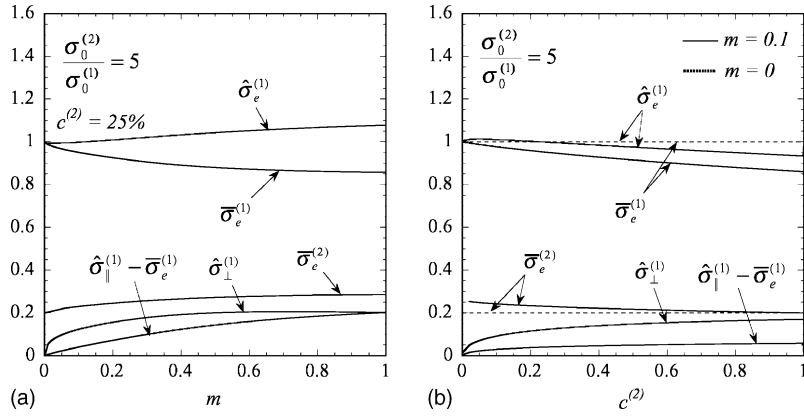 1.6
1.4
1.2
1
0.8
0.6
0.4
0.2
0
σ₀⁽²⁾/σ₀⁽¹⁾ = 5
c⁽²⁾ = 25%
σ̂ₑ⁽¹⁾
σ̅ₑ⁽¹⁾
σ̂∥⁽¹⁾ − σ̅ₑ⁽¹⁾
σ̂⊥⁽¹⁾
σ̅ₑ⁽²⁾
0 0.2 0.4 0.6 0.8 1
(a)
m
1.6
1.4
1.2
1
0.8
0.6
0.4
0.2
0
σ₀⁽²⁾/σ₀⁽¹⁾ = 5
m = 0.1
m = 0
σ̂ₑ⁽¹⁾
σ̅ₑ⁽¹⁾
σ̅ₑ⁽²⁾
σ̂⊥⁽¹⁾
σ̂∥⁽¹⁾ − σ̅ₑ⁽¹⁾
0 0.2 0.4 0.6 0.8 1
(b)
c⁽²⁾